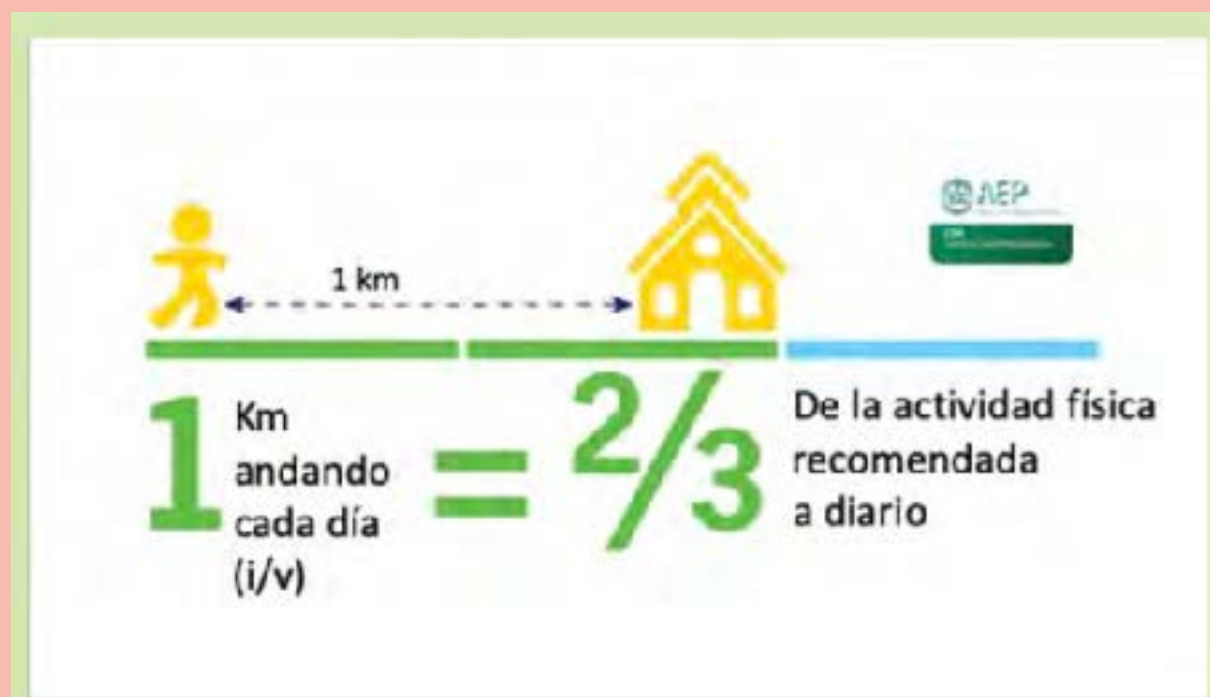 AEP
1 km
1
Km
andando
cada día
(i/v)
=
2/3
De la actividad física
recomendada
a diario